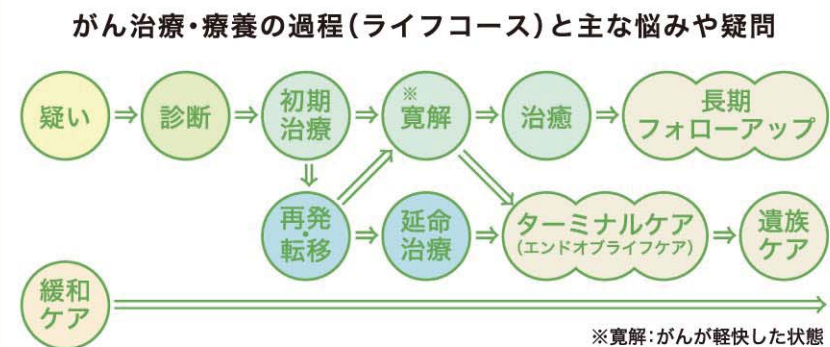 がん治療・療養の過程（ライフコース）と主な悩みや疑問
疑い
診断
初期
治療
※
寛解
治癒
長期
フォローアップ
再発・
転移
延命
治療
ターミナルケア
（エンドオブライフケア）
遺族
ケア
緩和
ケア
※寛解：がんが軽快した状態